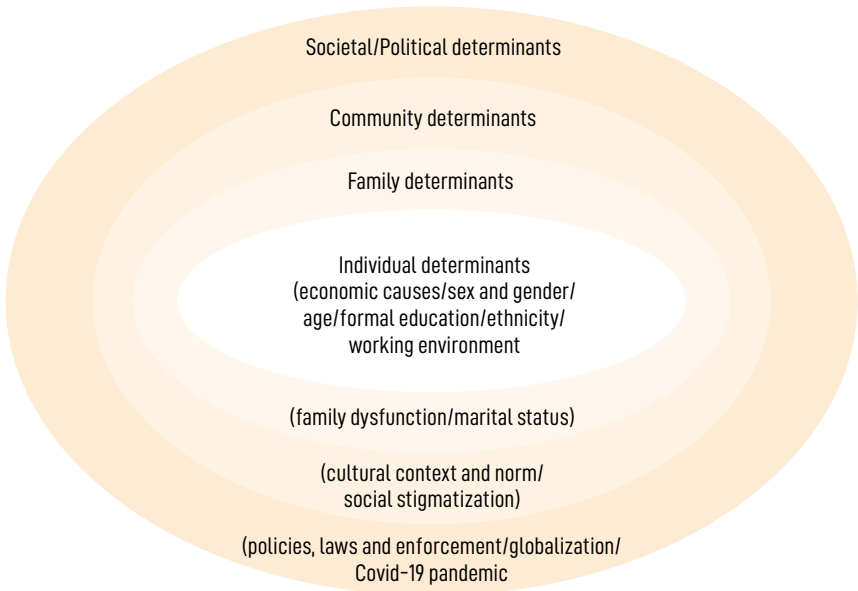 Societal/Political determinants
Community determinants
Family determinants
Individual determinants
(economic causes/sex and gender/
age/formal education/ethnicity/
working environment
(family dysfunction/marital status)
(cultural context and norm/
social stigmatization)
(policies, laws and enforcement/globalization/
Covid-19 pandemic